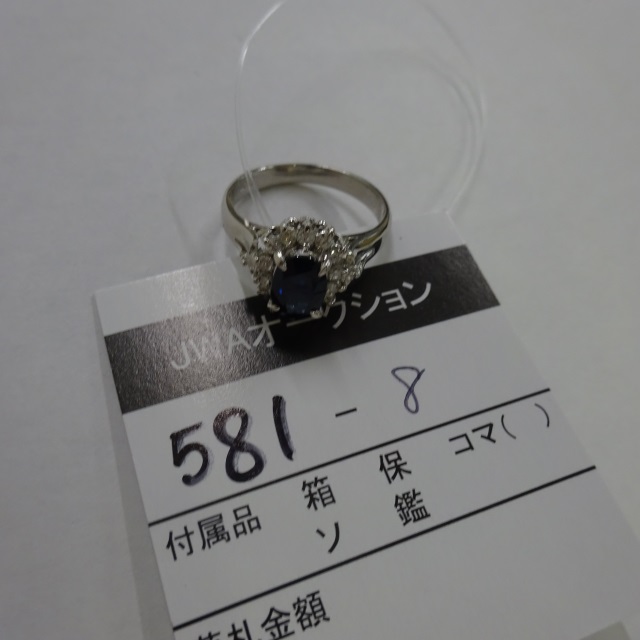 JWAオークション
581-8
付属品 箱 保 コマ( )
ソ 鑑
札金額